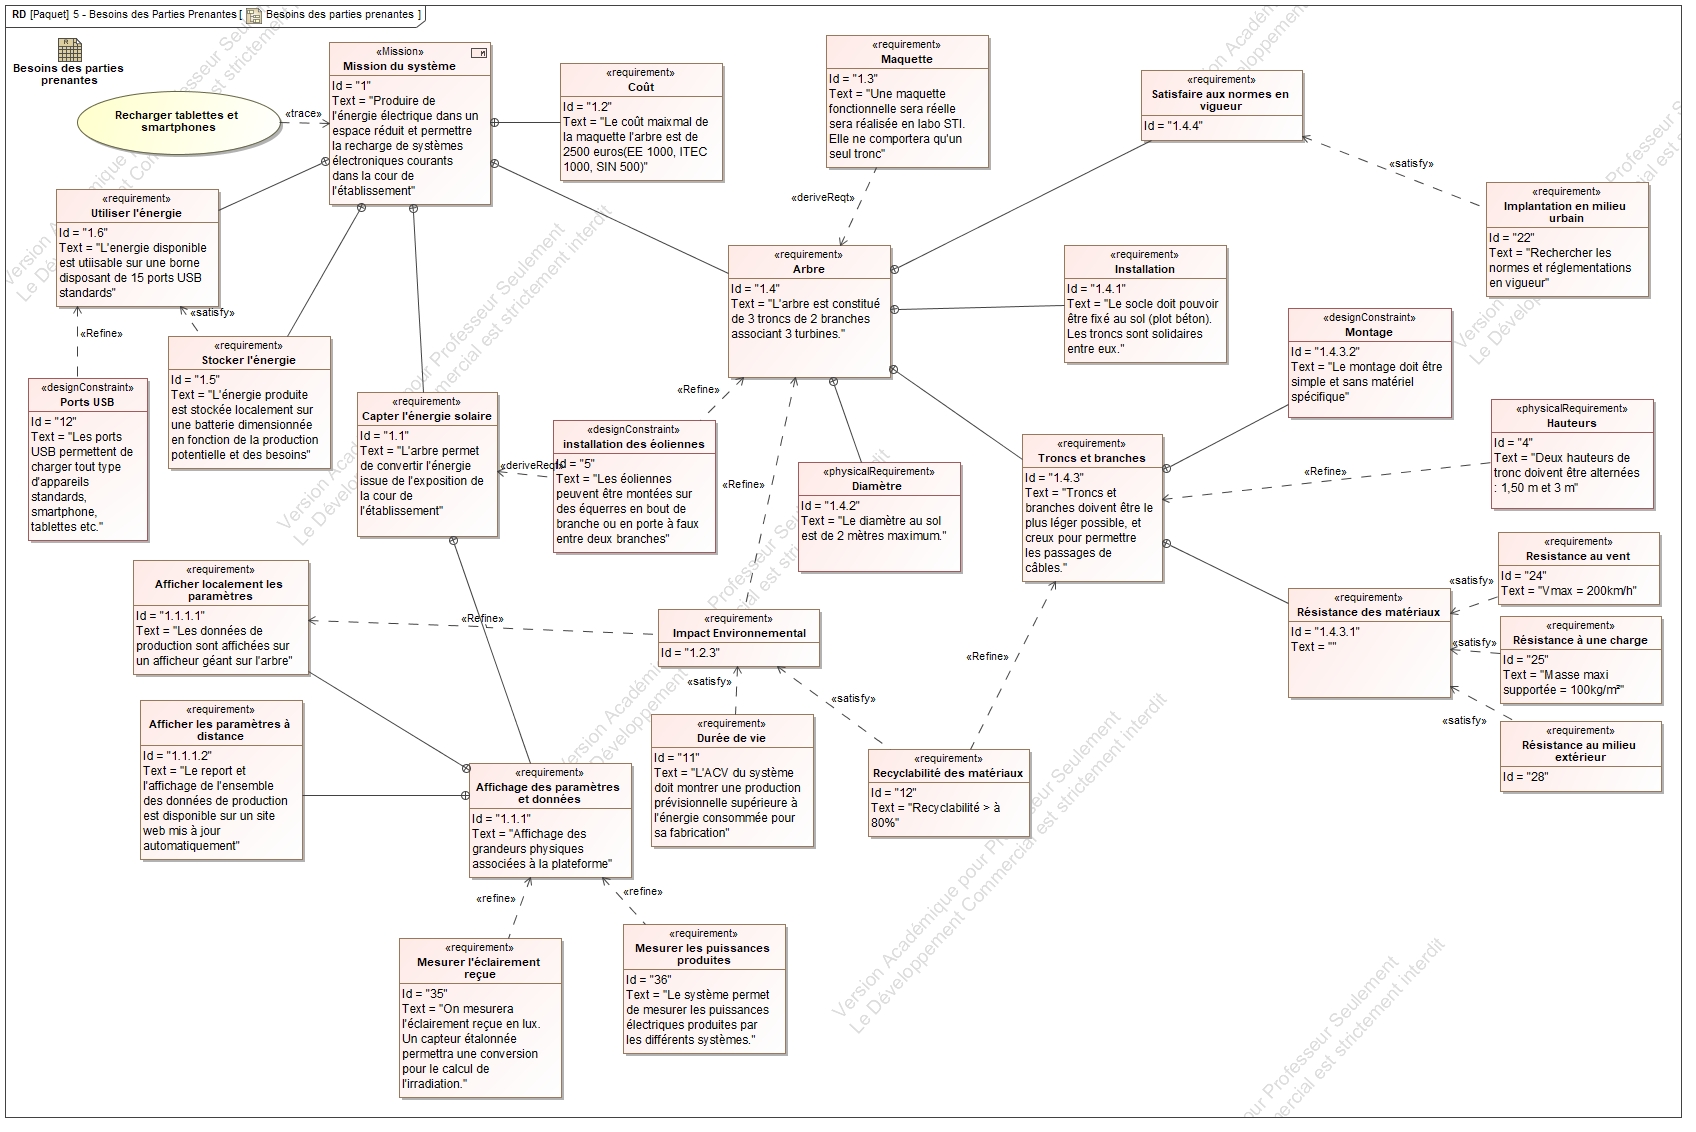 RD [Paquet] 5 - Besoins des Parties Prenantes [ Besoins des parties prenantes ]
Besoins des parties
prenantes
Recharger tablettes et
smartphones
«trace»
«Mission»
Mission du système
Id = "1"
Text = "Produire de
l'énergie électrique dans un
espace réduit et permettre
la recharge de systèmes
électroniques courants
dans la cour de
l'établissement"
«requirement»
Coût
Id = "1.2"
Text = "Le coût maixmal de
la maquette l'arbre est de
2500 euros(EE 1000, ITEC
1000, SIN 500)"
«requirement»
Maquette
Id = "1.3"
Text = "Une maquette
fonctionnelle sera réelle
sera réalisée en labo STI.
Elle ne comportera qu'un
seul tronc"
«deriveReqt»
«requirement»
Satisfaire aux normes en
vigueur
Id = "1.4.4"
«satisfy»
«requirement»
Implantation en milieu
urbain
Id = "22"
Text = "Rechercher les
normes et réglementations
en vigueur"
«requirement»
Utiliser l'énergie
Id = "1.6"
Text = "L'energie disponible
est utiisable sur une borne
disposant de 15 ports USB
standards"
«Refine»
«satisfy»
«requirement»
Arbre
Id = "1.4"
Text = "L'arbre est constitué
de 3 troncs de 2 branches
associant 3 turbines."
«requirement»
Installation
Id = "1.4.1"
Text = "Le socle doit pouvoir
être fixé au sol (plot béton).
Les troncs sont solidaires
entre eux."
«designConstraint»
Montage
Id = "1.4.3.2"
Text = "Le montage doit être
simple et sans matériel
spécifique"
«requirement»
Stocker l'énergie
Id = "1.5"
Text = "L'énergie produite
est stockée localement sur
une batterie dimensionnée
en fonction de la production
potentielle et des besoins"
«designConstraint»
Ports USB
Id = "12"
Text = "Les ports
USB permettent de
charger tout type
d'appareils
standards,
smartphone,
tablettes etc."
«requirement»
Capter l'énergie solaire
Id = "1.1"
Text = "L'arbre permet
de convertir l'énergie
issue de l'exposition de
la cour de
l'établissement"
«deriveReqt»
«Refine»
«designConstraint»
installation des éoliennes
Id = "5"
Text = "Les éoliennes
peuvent être montées sur
des équerres en bout de
branche ou en porte à faux
entre deux branches"
«Refine»
«physicalRequirement»
Diamètre
Id = "1.4.2"
Text = "Le diamètre au sol
est de 2 mètres maximum."
«requirement»
Troncs et branches
Id = "1.4.3"
Text = "Troncs et
branches doivent être le
plus léger possible, et
creux pour permettre
les passages de
câbles."
«Refine»
«physicalRequirement»
Hauteurs
Id = "4"
Text = "Deux hauteurs de
tronc doivent être alternées
: 1,50 m et 3 m"
«requirement»
Resistance au vent
Id = "24"
Text = "Vmax = 200km/h"
«satisfy»
«requirement»
Résistance des matériaux
Id = "1.4.3.1"
Text = ""
«satisfy»
«requirement»
Résistance à une charge
Id = "25"
Text = "Masse maxi
supportée = 100kg/m²"
«satisfy»
«requirement»
Résistance au milieu
extérieur
Id = "28"
«requirement»
Afficher localement les
paramètres
Id = "1.1.1.1"
Text = "Les données de
production sont affichées sur
un afficheur géant sur l'arbre"
«Refine»
«requirement»
Impact Environnemental
Id = "1.2.3"
«satisfy»
«satisfy»
«Refine»
«requirement»
Afficher les paramètres à
distance
Id = "1.1.1.2"
Text = "Le report et
l'affichage de l'ensemble
des données de production
est disponible sur un site
web mis à jour
automatiquement"
«requirement»
Durée de vie
Id = "11"
Text = "L'ACV du système
doit montrer une production
prévisionnelle supérieure à
l'énergie consommée pour
sa fabrication"
«requirement»
Recyclabilité des matériaux
Id = "12"
Text = "Recyclabilité > à
80%"
«requirement»
Affichage des paramètres
et données
Id = "1.1.1"
Text = "Affichage des
grandeurs physiques
associées à la plateforme"
«refine»
«refine»
«requirement»
Mesurer l'éclairement
reçue
Id = "35"
Text = "On mesurera
l'éclairement reçue en lux.
Un capteur étalonnée
permettra une conversion
pour le calcul de
l'irradiation."
«requirement»
Mesurer les puissances
produites
Id = "36"
Text = "Le système permet
de mesurer les puissances
électriques produites par
les différents systèmes."
Version Académique pour Professeur Seulement
Le Développement Commercial est strictement interdit